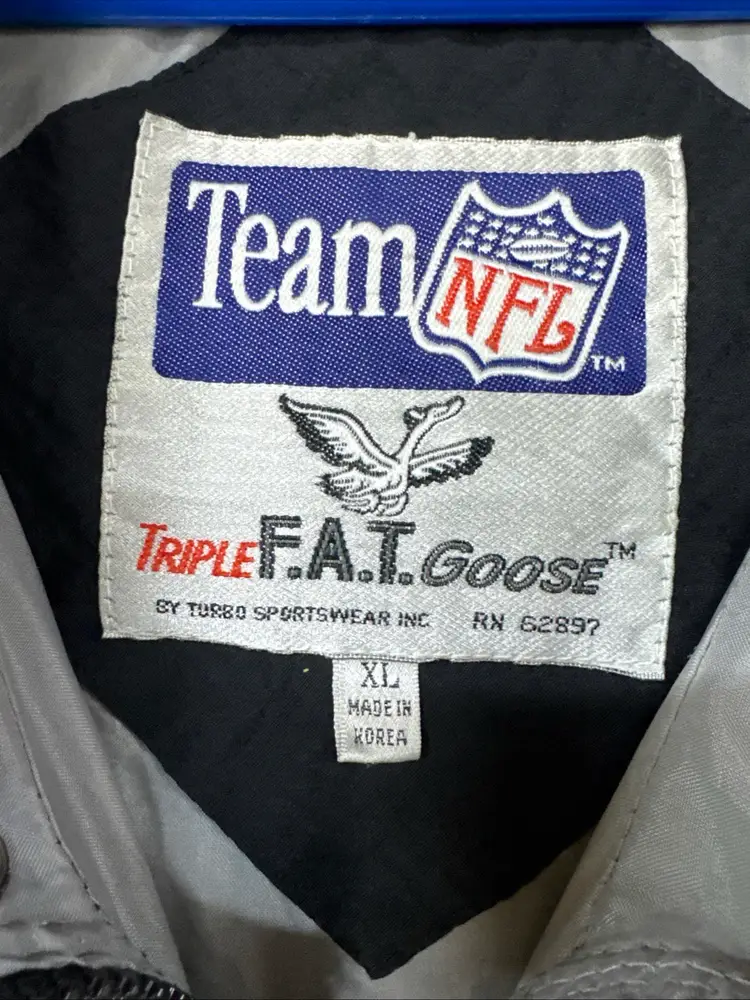 Team NFL TM
TRIPLE F.A.T. GOOSE TM
BY TURBO SPORTSWEAR INC RN 62897
XL
MADE IN
KOREA